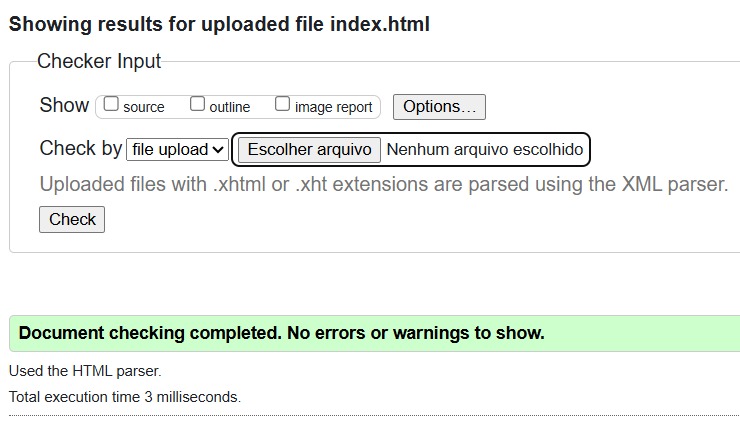 Showing results for uploaded file index.html
Checker Input
Show source outline image report Options...
Check by file upload Escolher arquivo Nenhum arquivo escolhido
Uploaded files with .xhtml or .xht extensions are parsed using the XML parser.
Check
Document checking completed. No errors or warnings to show.
Used the HTML parser.
Total execution time 3 milliseconds.